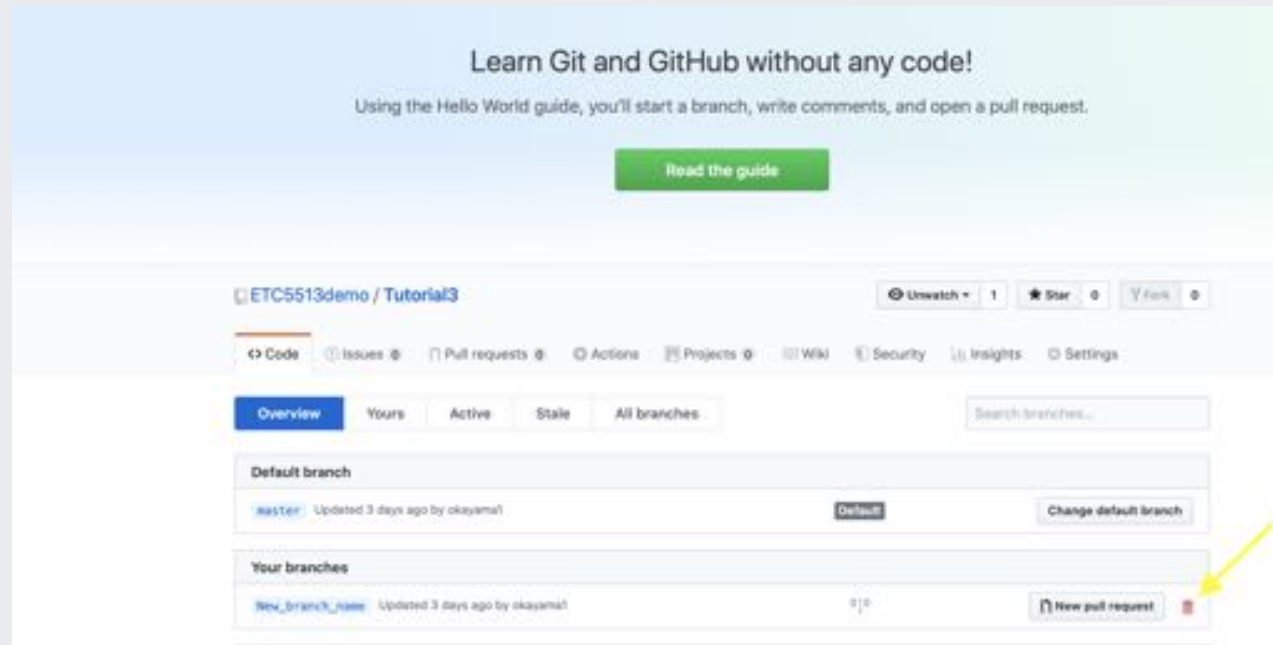 Learn Git and GitHub without any code!
Using the Hello World guide, you'll start a branch, write comments, and open a pull request.
Read the guide
ETC5513demo / Tutorial3
Unwatch 1 Star 0 Fork 0
<> Code Issues 0 Pull requests 0 Actions Projects 0 Wiki Security Insights Settings
Overview Yours Active Stale All branches Search branches...
Default branch
master Updated 3 days ago by okayama1 Default Change default branch
Your branches
New_branch_name Updated 3 days ago by okayama1 0|0 New pull request